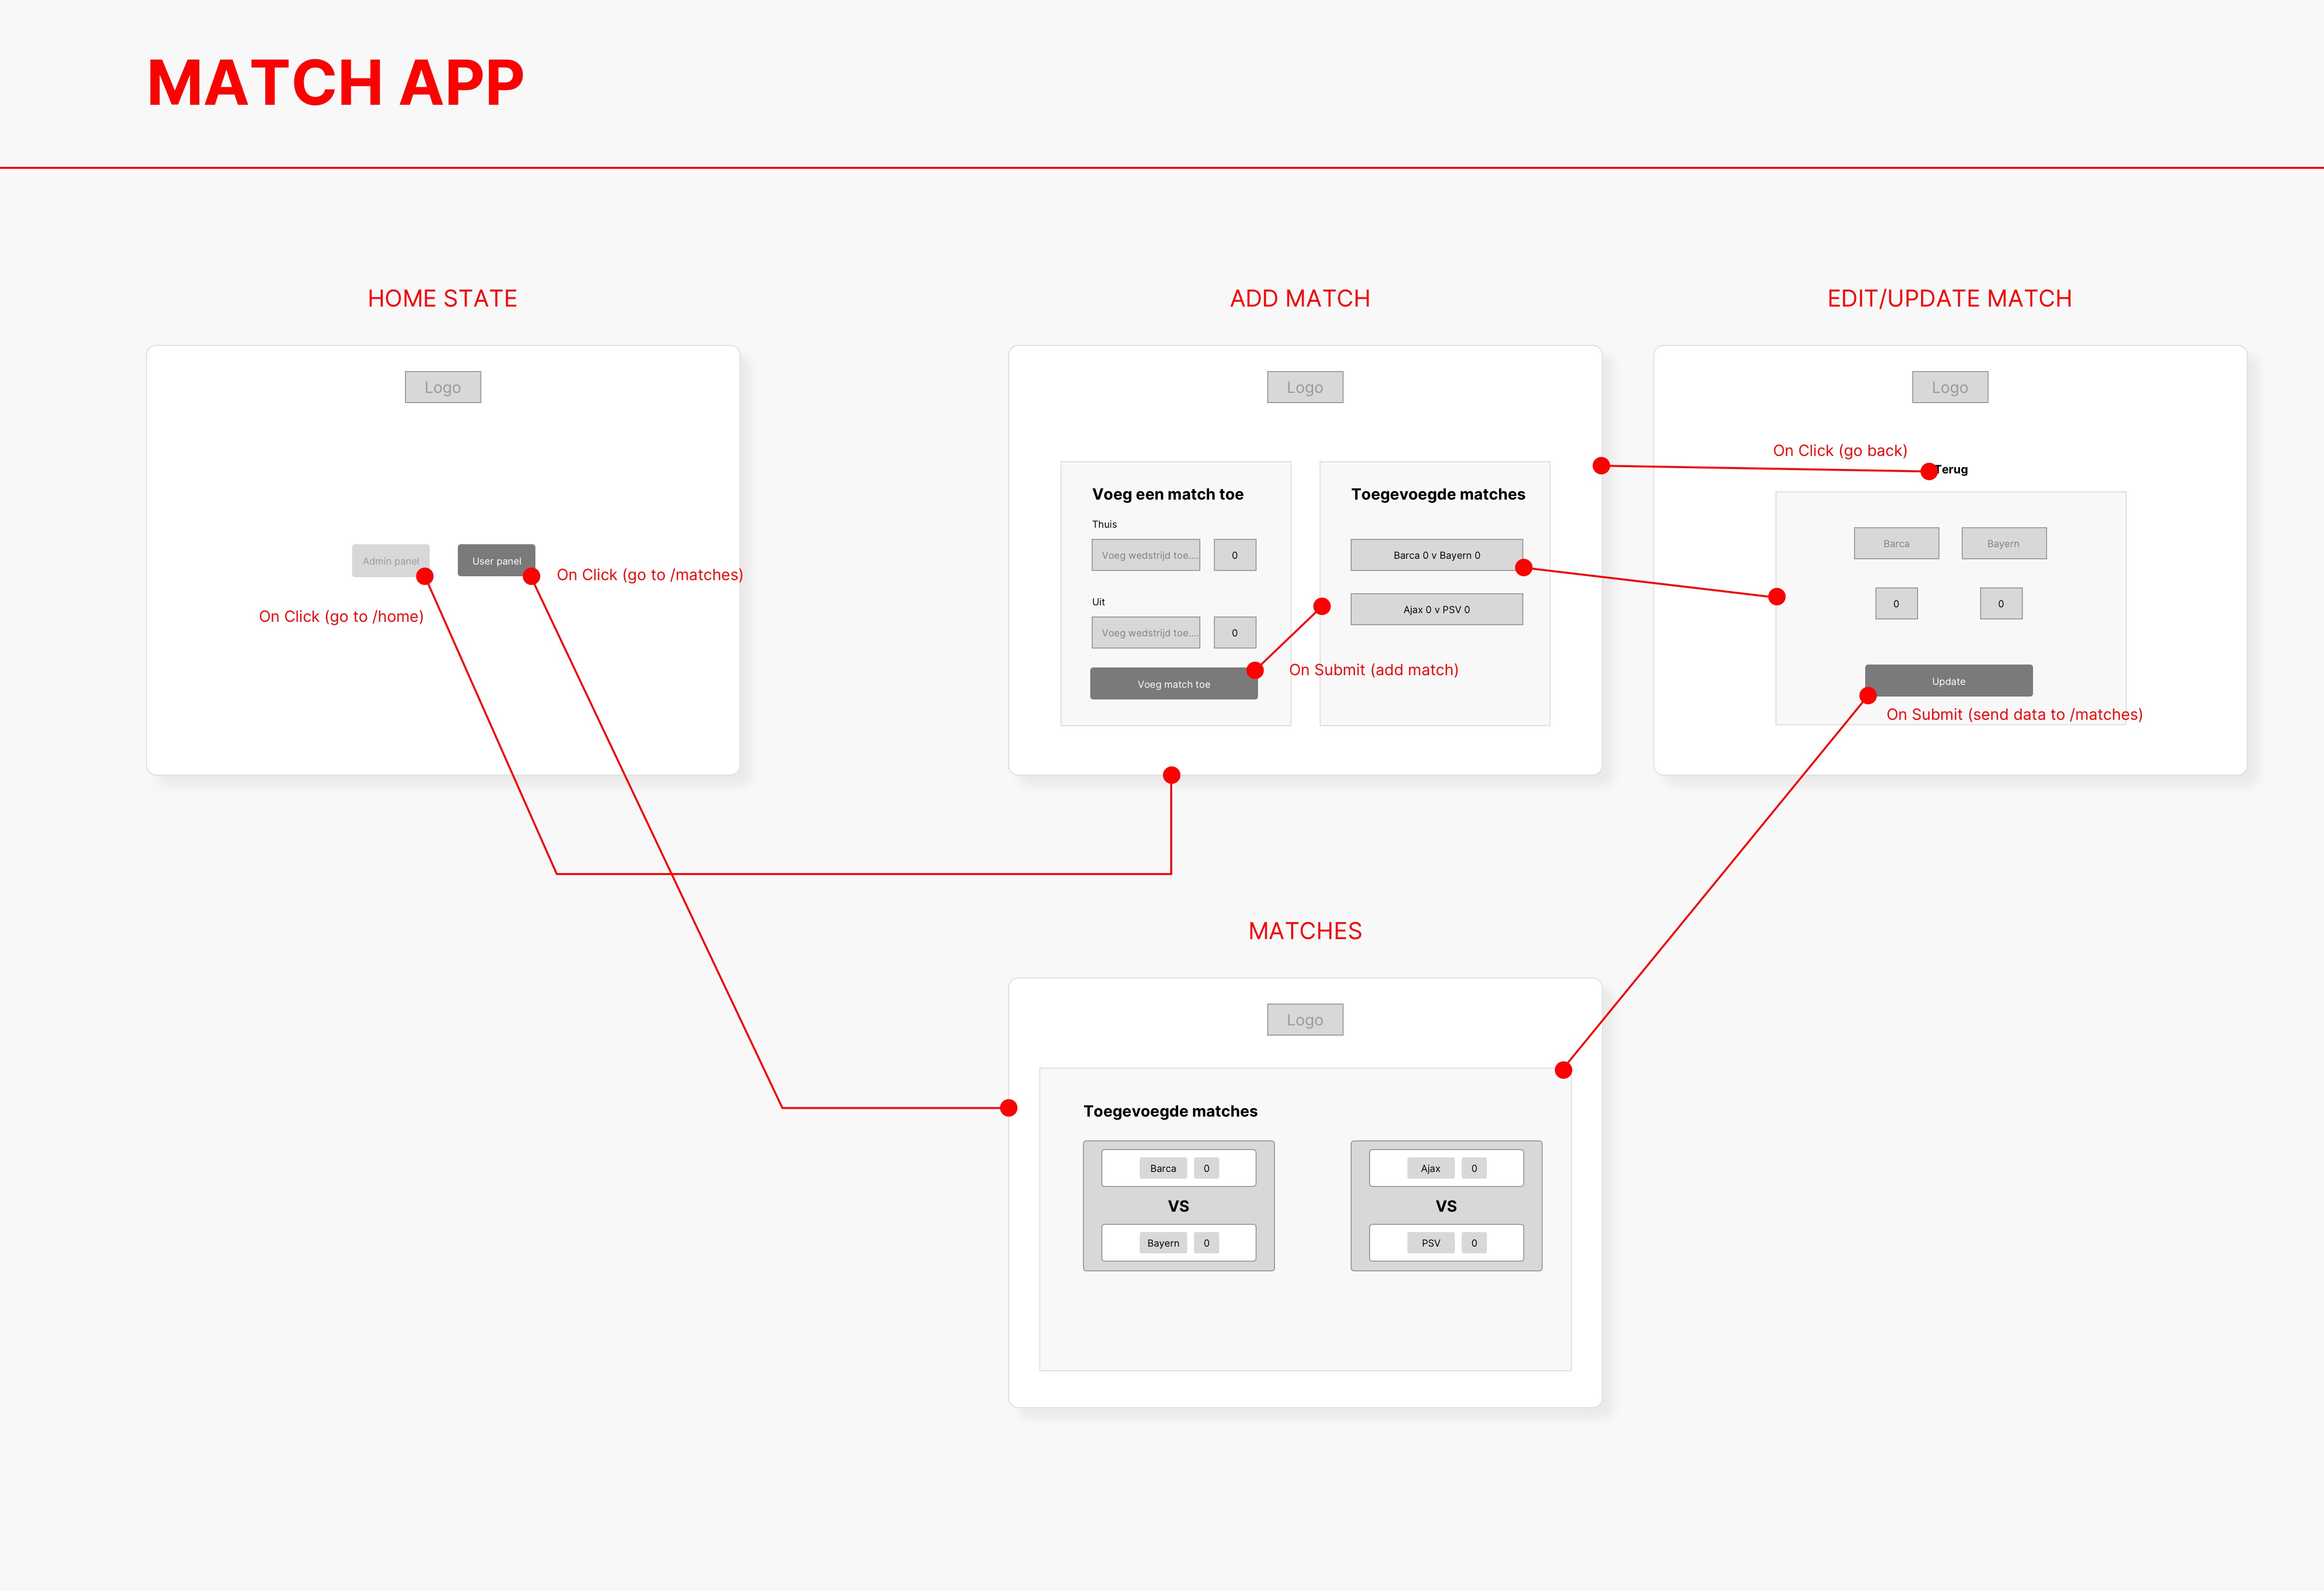 MATCH APP
HOME STATE
Logo
Admin panel
User panel
On Click (go to /matches)
On Click (go to /home)
ADD MATCH
Logo
Voeg een match toe
Thuis
Voeg wedstrijd toe....
0
Uit
Voeg wedstrijd toe....
0
Voeg match toe
Toegevoegde matches
Barca 0 v Bayern 0
Ajax 0 v PSV 0
On Submit (add match)
EDIT/UPDATE MATCH
Logo
On Click (go back)
Terug
Barca
Bayern
0
0
Update
On Submit (send data to /matches)
MATCHES
Logo
Toegevoegde matches
Barca 0
VS
Bayern 0
Ajax 0
VS
PSV 0